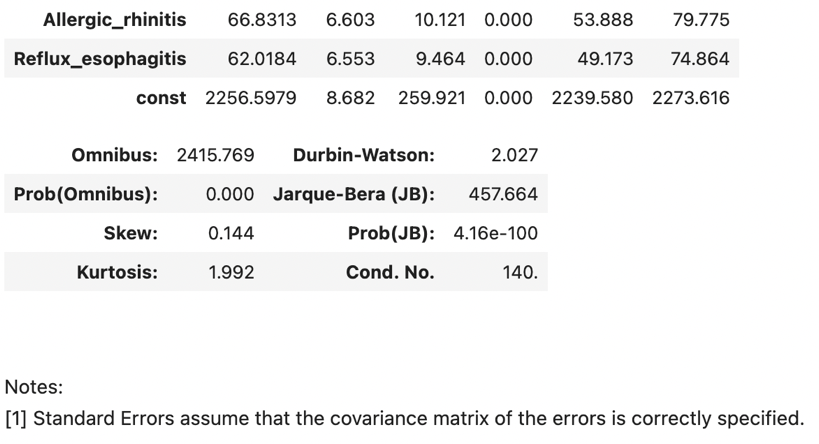 Allergic_rhinitis 66.8313 6.603 10.121 0.000 53.888 79.775
Reflux_esophagitis 62.0184 6.553 9.464 0.000 49.173 74.864
const 2256.5979 8.682 259.921 0.000 2239.580 2273.616
Omnibus: 2415.769 Durbin-Watson: 2.027
Prob(Omnibus): 0.000 Jarque-Bera (JB): 457.664
Skew: 0.144 Prob(JB): 4.16e-100
Kurtosis: 1.992 Cond. No. 140.
Notes:
[1] Standard Errors assume that the covariance matrix of the errors is correctly specified.